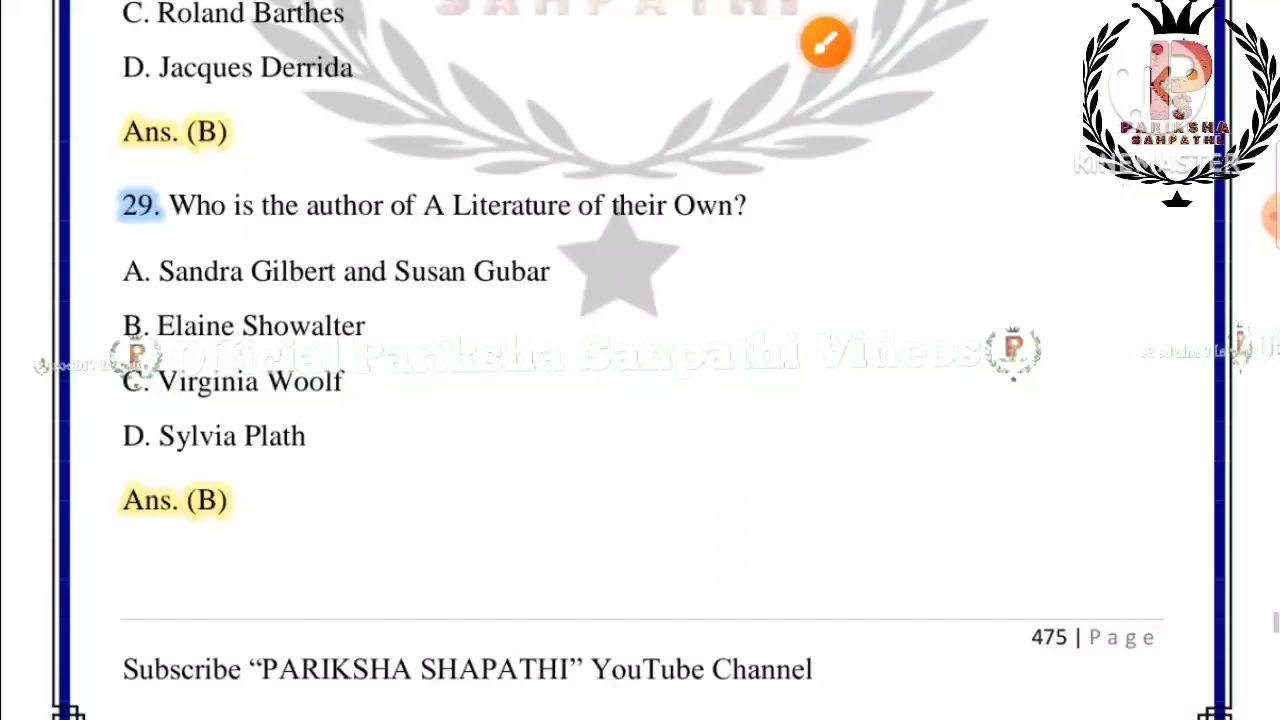 SAHPATHI
C. Roland Barthes
D. Jacques Derrida
Ans. (B)
PARIKSHA
SAHPATHI
KINEMASTER
29. Who is the author of A Literature of their Own?
A. Sandra Gilbert and Susan Gubar
B. Elaine Showalter
Official Pariksha Sahpathi Videos
C. Virginia Woolf
D. Sylvia Plath
Ans. (B)
475 | Page
Subscribe “PARIKSHA SHAPATHI” YouTube Channel